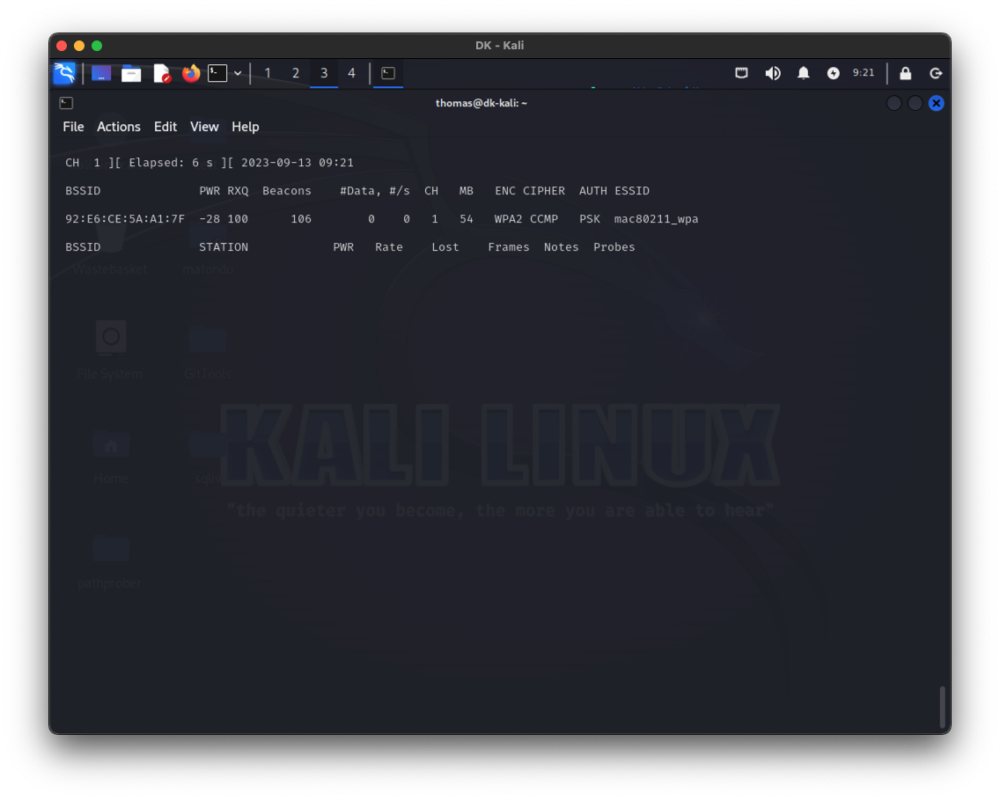 DK - Kali
1 2 3 4 9:21
thomas@dk-kali: ~
File Actions Edit View Help
CH 1 ][ Elapsed: 6 s ][ 2023-09-13 09:21
BSSID PWR RXQ Beacons #Data, #/s CH MB ENC CIPHER AUTH ESSID
92:E6:CE:5A:A1:7F -28 100 106 0 0 1 54 WPA2 CCMP PSK mac80211_wpa
BSSID STATION PWR Rate Lost Frames Notes Probes
Wastebasket
File System GitTools
KALI LINUX
Home
"the quieter you become, the more you are able to hear"
pathprober